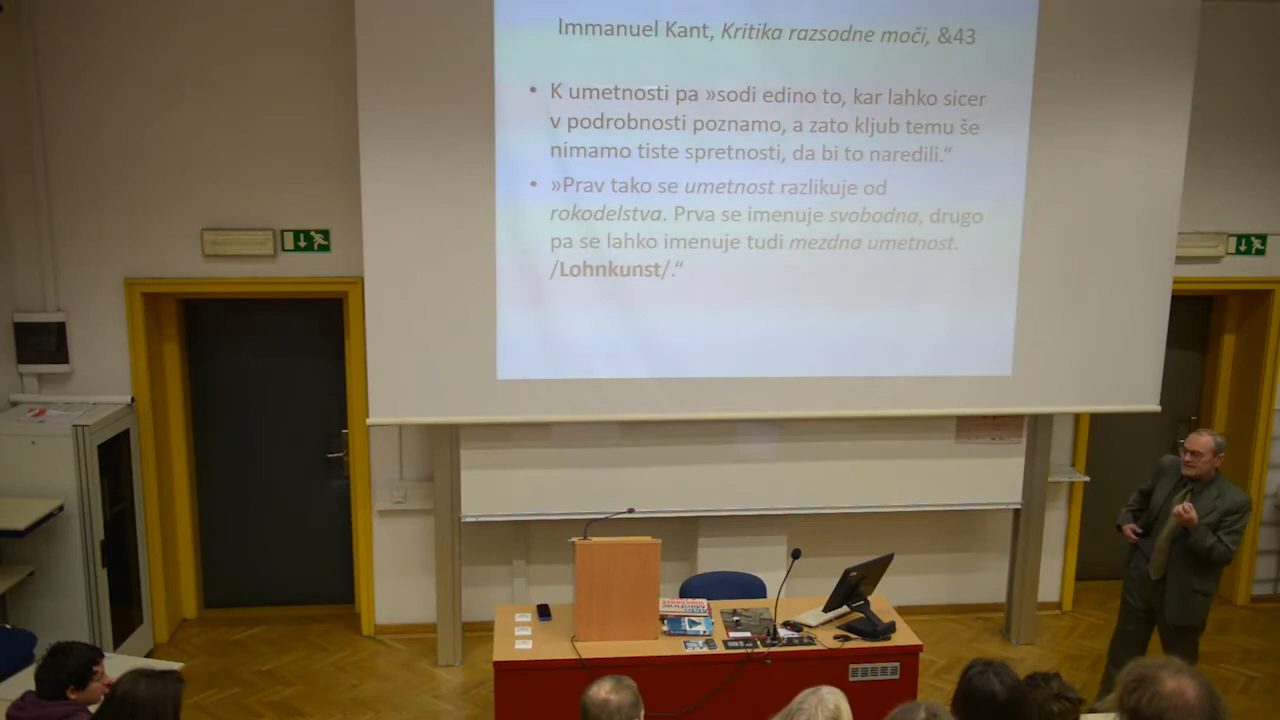 Immanuel Kant, Kritika razsodne moči, &43
• K umetnosti pa »sodi edino to, kar lahko sicer
v podrobnosti poznamo, a zato kljub temu še
nimamo tiste spretnosti, da bi to naredili.“
• »Prav tako se umetnost razlikuje od
rokodelstva. Prva se imenuje svobodna, drugo
pa se lahko imenuje tudi mezdna umetnost.
/Lohnkunst/.“